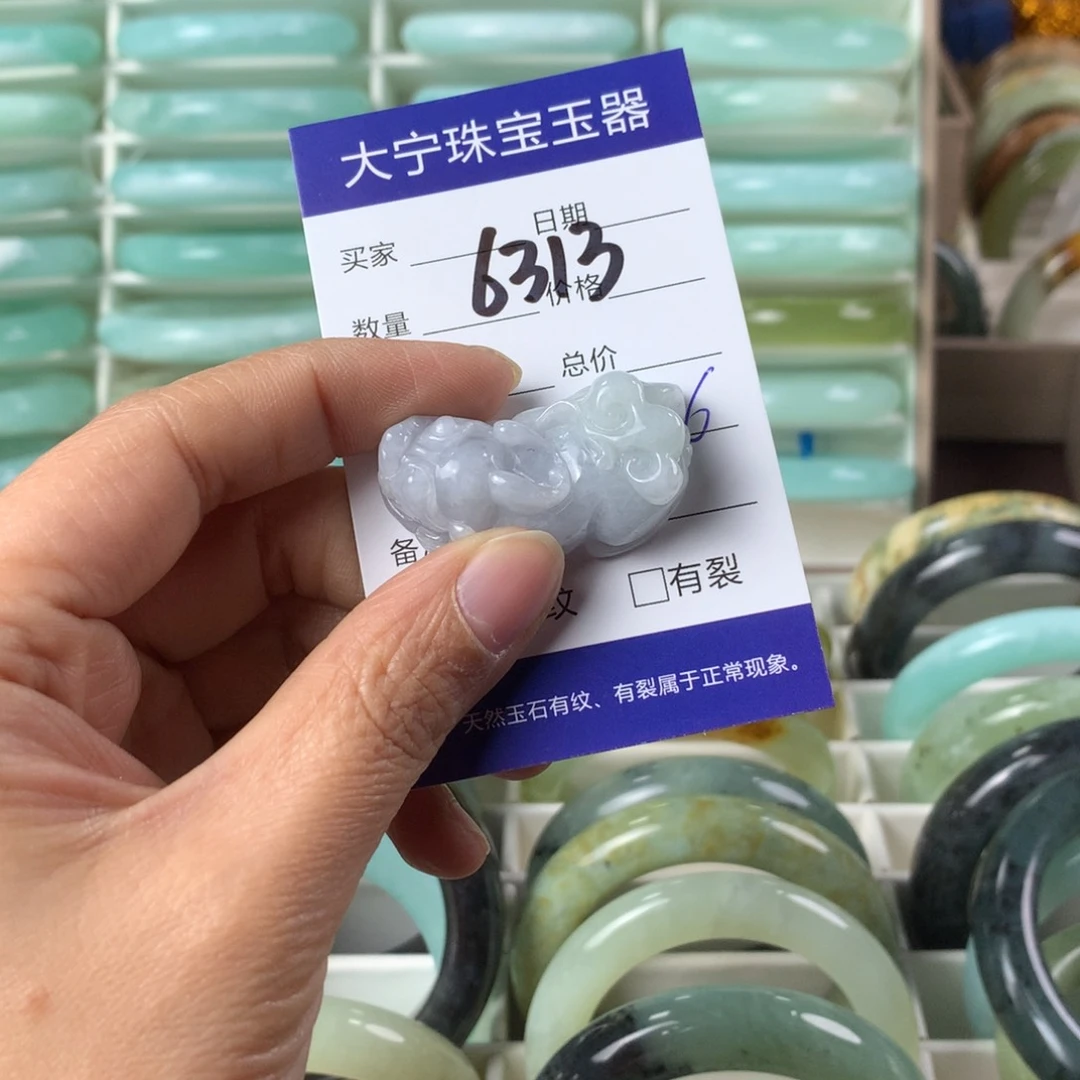 大宁珠宝玉器
日期
买家
6313
价格
数量
总价
6
备
纹 □有裂
天然玉石有纹、有裂属于正常现象。